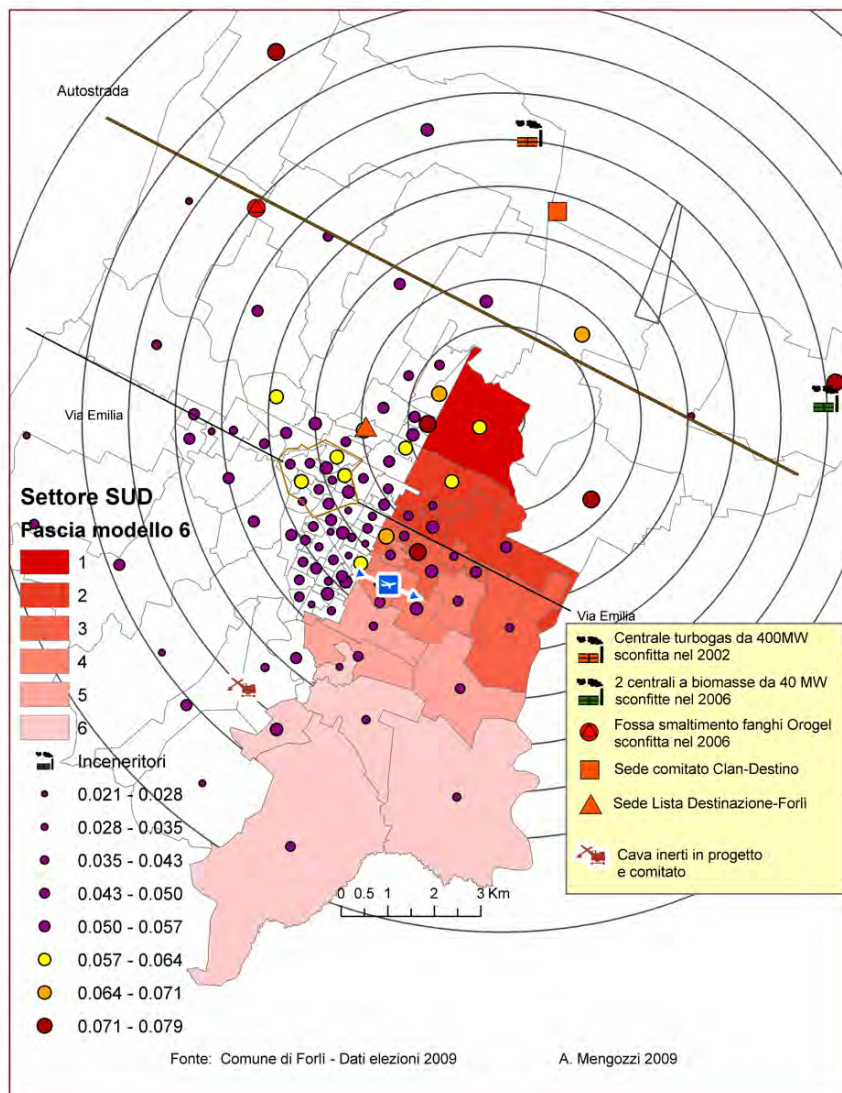 Autostrada
Via Emilia
Settore SUD
Fascia modello 6
1
2
3
4
5
6
Inceneritori
0.021 - 0.028
0.028 - 0.035
0.035 - 0.043
0.043 - 0.050
0.050 - 0.057
0.057 - 0.064
0.064 - 0.071
0.071 - 0.079
Via Emilia
Centrale turbogas da 400MW
sconfitta nel 2002
2 centrali a biomasse da 40 MW
sconfitte nel 2006
Fossa smaltimento fanghi Orogel
sconfitta nel 2006
Sede comitato Clan-Destino
Sede Lista Destinazione-Forlì
Cava inerti in progetto
e comitato
0 0.5 1 2 3 Km
Fonte: Comune di Forlì - Dati elezioni 2009 A. Mengozzi 2009